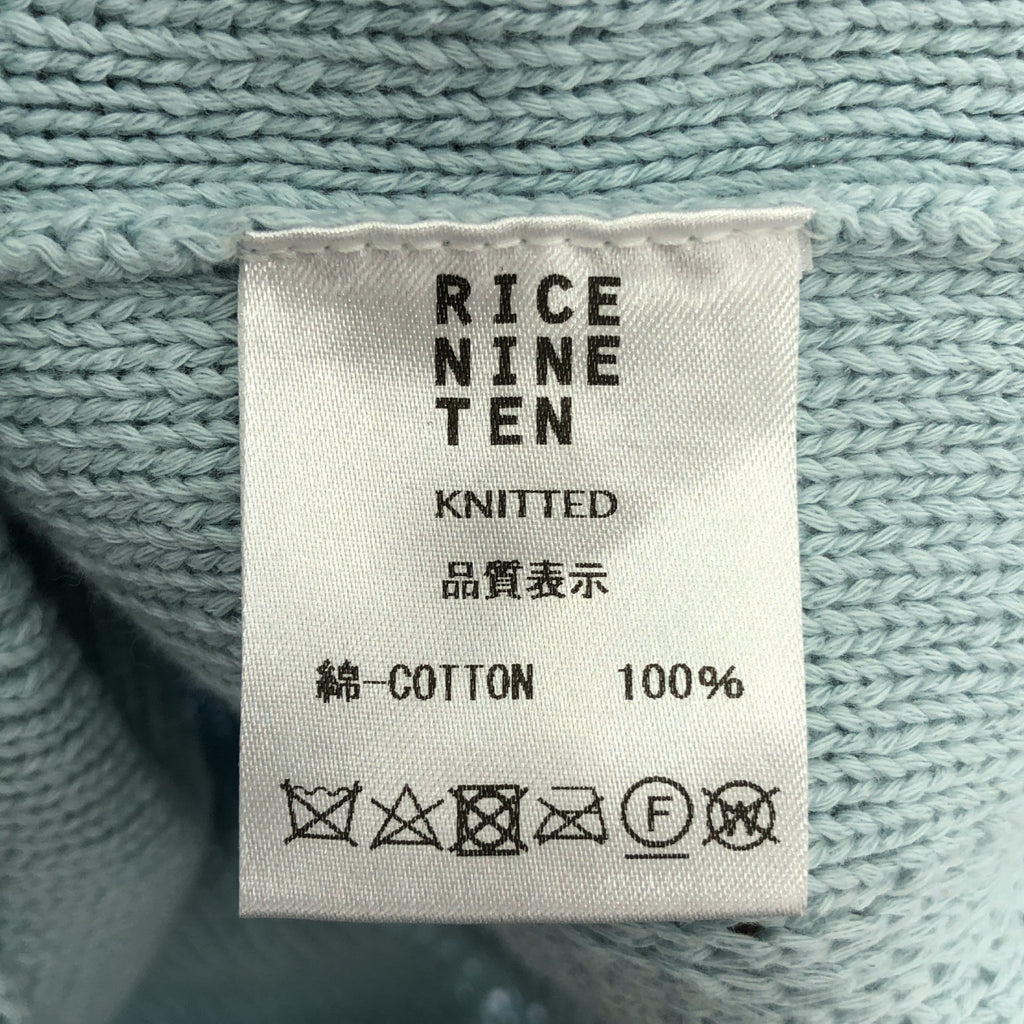 RICE
NINE
TEN
KNITTED
品質表示
綿-COTTON 100%
F W